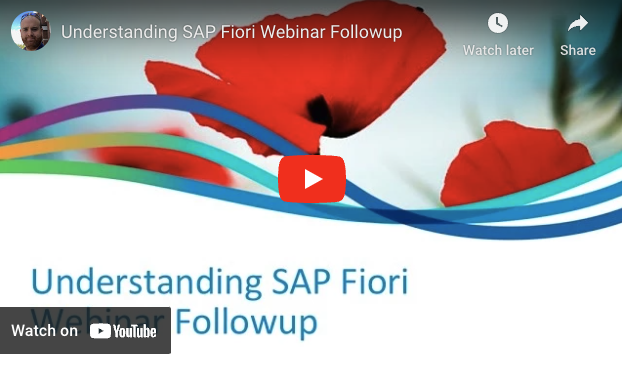 Understanding SAP Fiori Webinar Followup
Watch later
Share
Understanding SAP Fiori
Webinar Followup
Watch on YouTube